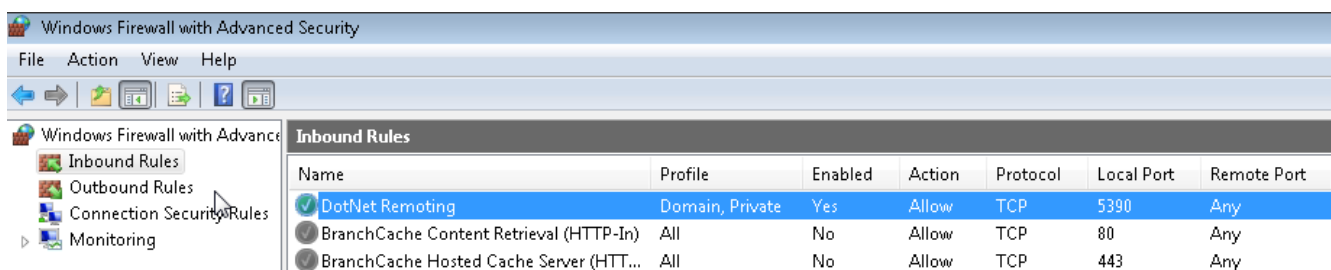 Windows Firewall with Advanced Security
File Action View Help
Windows Firewall with Advance
Inbound Rules
Outbound Rules
Connection Security Rules
Monitoring
Inbound Rules
Name Profile Enabled Action Protocol Local Port Remote Port
DotNet Remoting Domain, Private Yes Allow TCP 5390 Any
BranchCache Content Retrieval (HTTP-In) All No Allow TCP 80 Any
BranchCache Hosted Cache Server (HTT... All No Allow TCP 443 Any